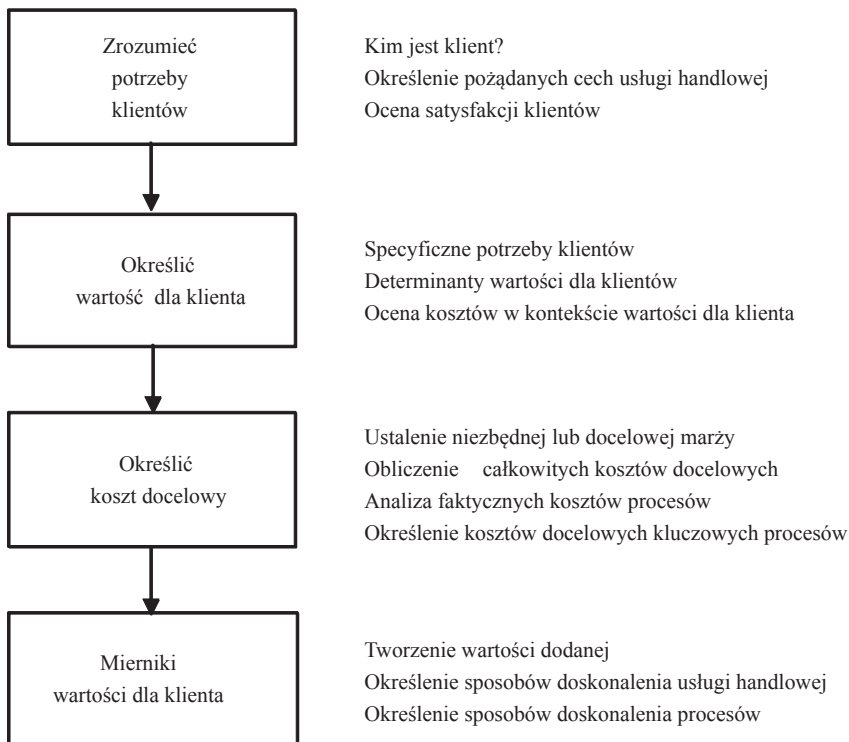 Zrozumieć
potrzeby
klientów
Kim jest klient?
Określenie pożądanych cech usługi handlowej
Ocena satysfakcji klientów
Określić
wartość dla klienta
Specyficzne potrzeby klientów
Determinanty wartości dla klientów
Ocena kosztów w kontekście wartości dla klienta
Określić
koszt docelowy
Ustalenie niezbędnej lub docelowej marży
Obliczenie całkowitych kosztów docelowych
Analiza faktycznych kosztów procesów
Określenie kosztów docelowych kluczowych procesów
Mierniki
wartości dla klienta
Tworzenie wartości dodanej
Określenie sposobów doskonalenia usługi handlowej
Określenie sposobów doskonalenia procesów